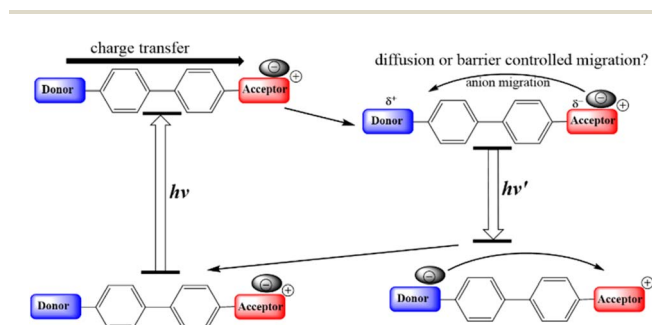 charge transfer
Donor
Acceptor
⊖
⊕
diffusion or barrier controlled migration?
anion migration
δ+
δ-
⊖
⊕
Donor
Acceptor
hν
hν'
⊖
⊕
Donor
Acceptor
⊖
⊕
Donor
Acceptor